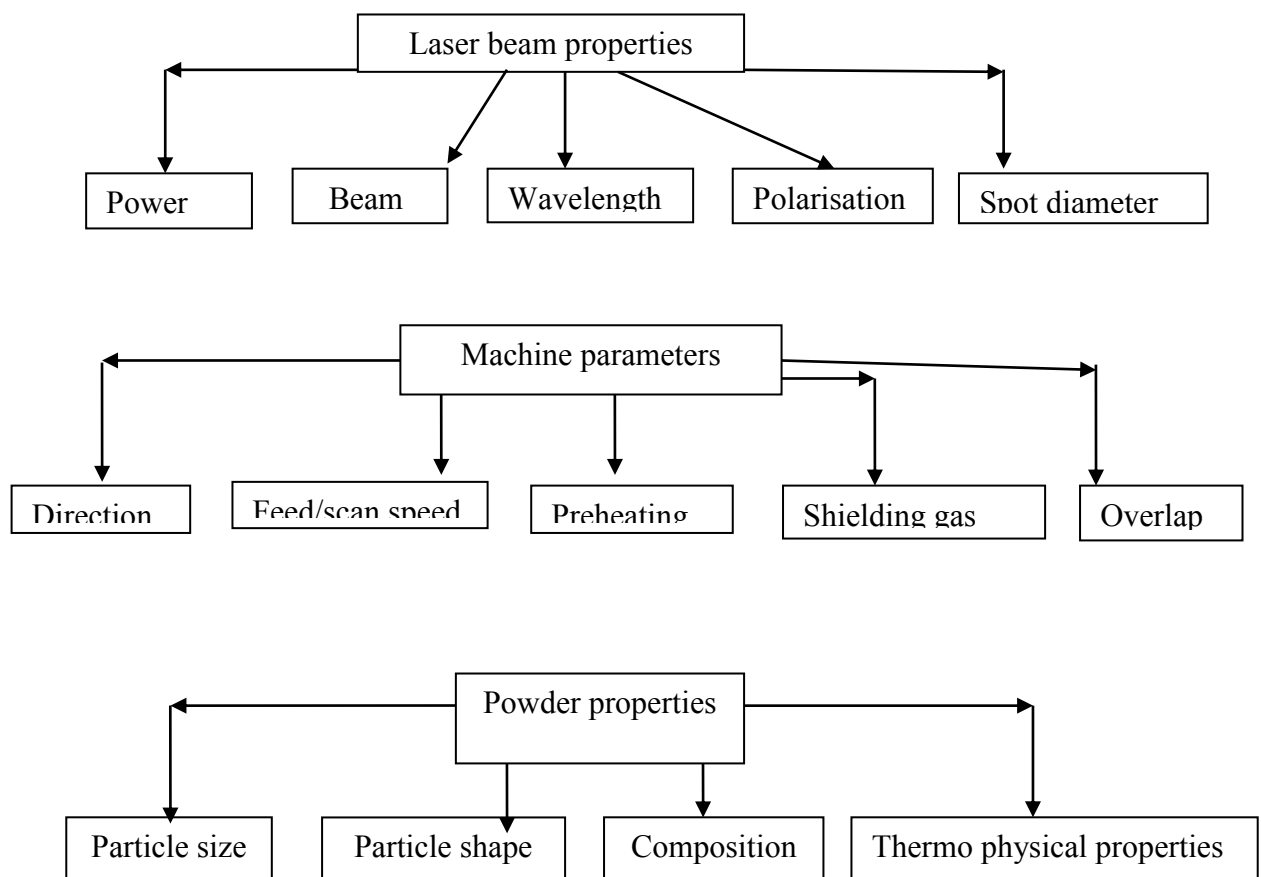 Laser beam properties
Power
Beam
Wavelength
Polarisation
Spot diameter
Machine parameters
Direction
Feed/scan speed
Preheating
Shielding gas
Overlap
Powder properties
Particle size
Particle shape
Composition
Thermo physical properties